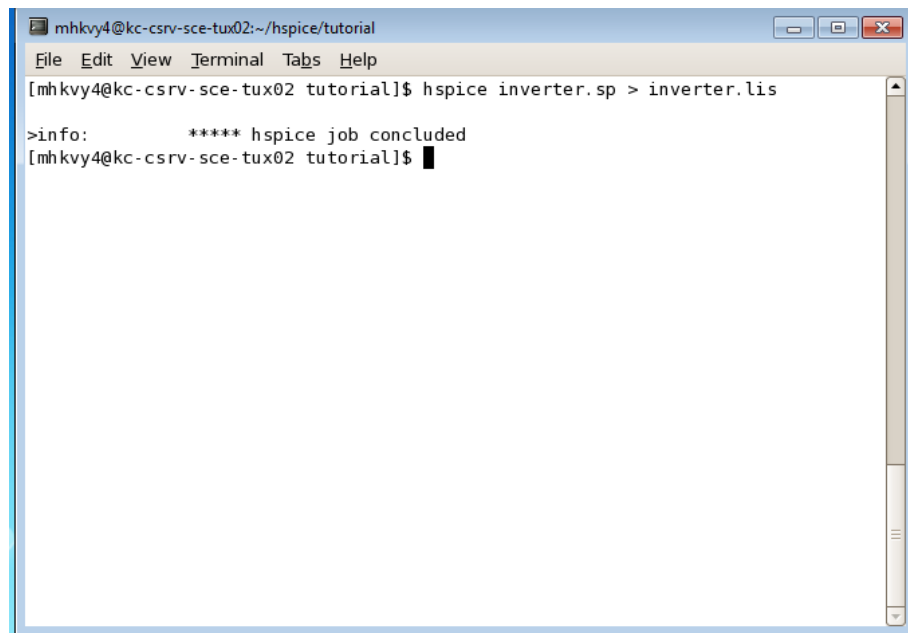 mhkvy4@kc-csrv-sce-tux02:~/hspice/tutorial
File Edit View Terminal Tabs Help
[mhkvy4@kc-csrv-sce-tux02 tutorial]$ hspice inverter.sp > inverter.lis
>info:         ***** hspice job concluded
[mhkvy4@kc-csrv-sce-tux02 tutorial]$